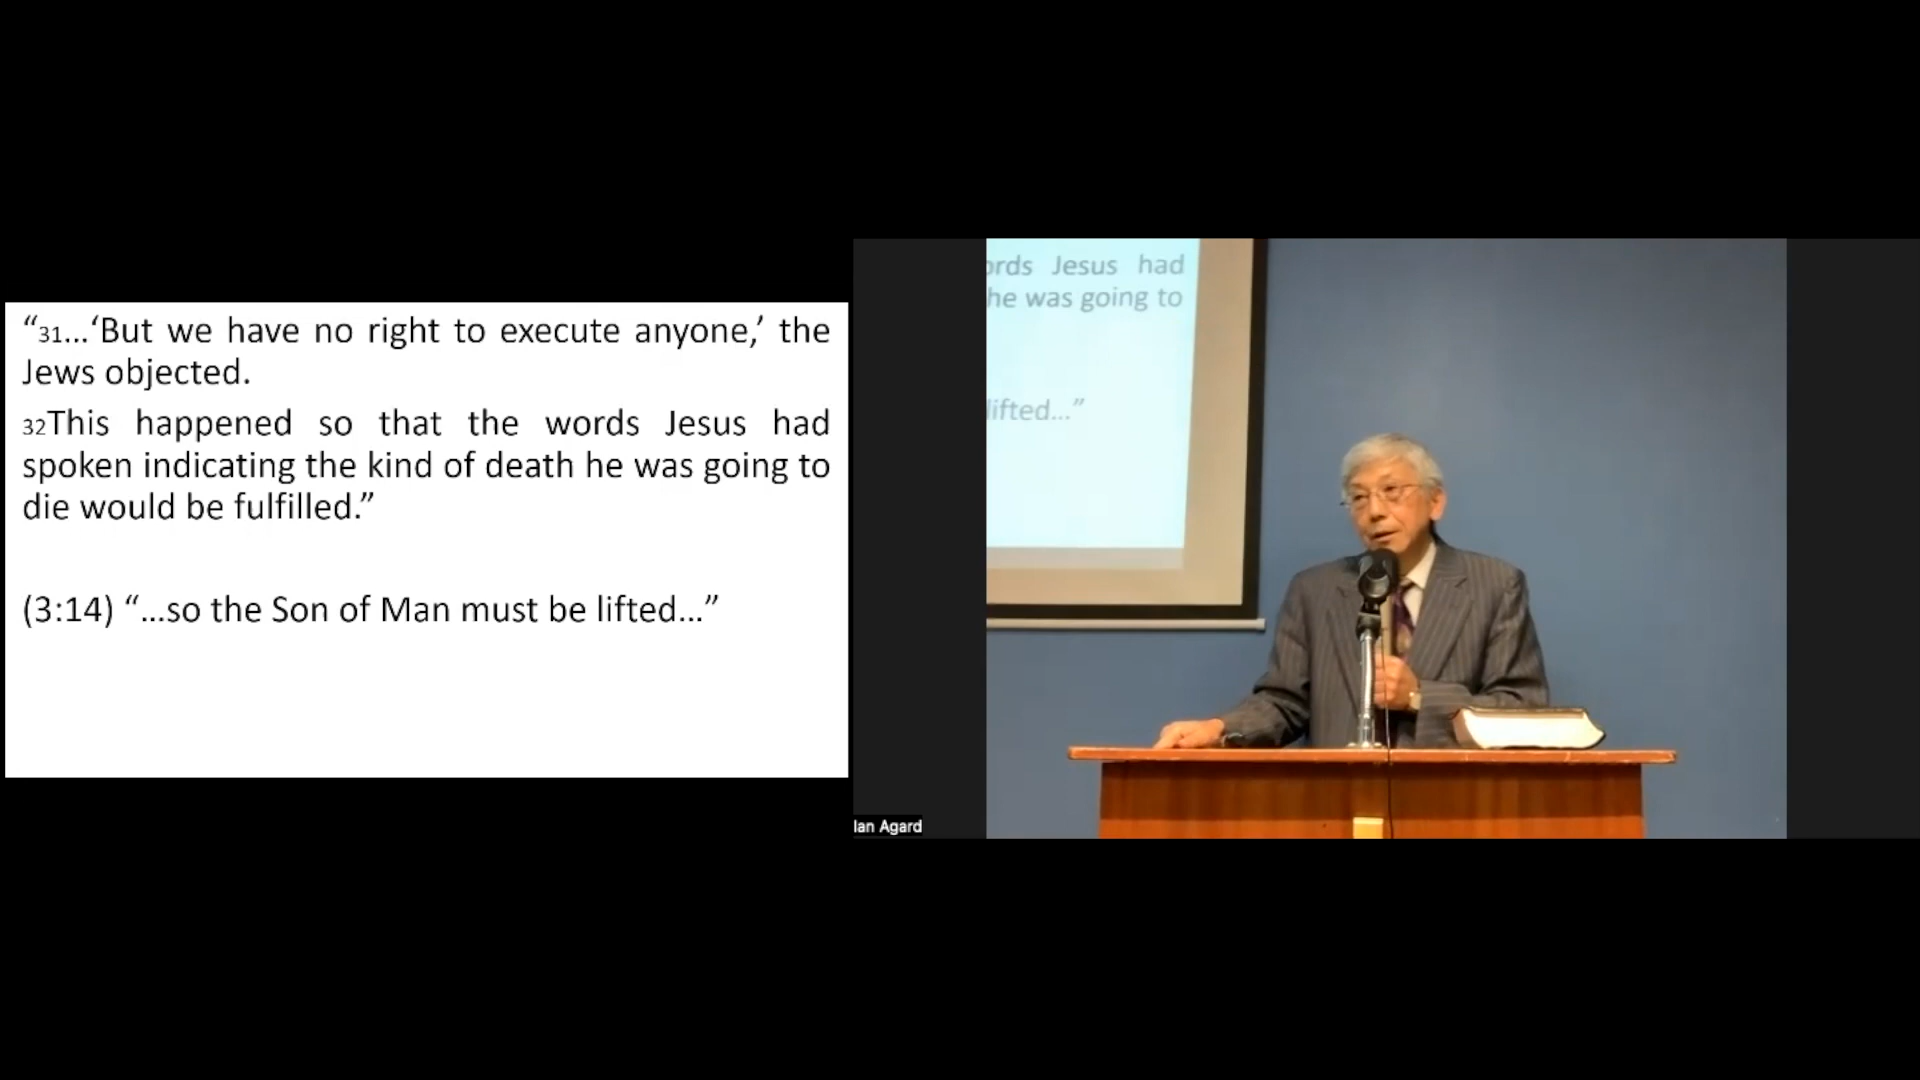 “31...‘But we have no right to execute anyone,’ the
Jews objected.
32This happened so that the words Jesus had
spoken indicating the kind of death he was going to
die would be fulfilled.”
(3:14) “...so the Son of Man must be lifted...”
Jesus had
he was going to
lifted...”
Ian Agard